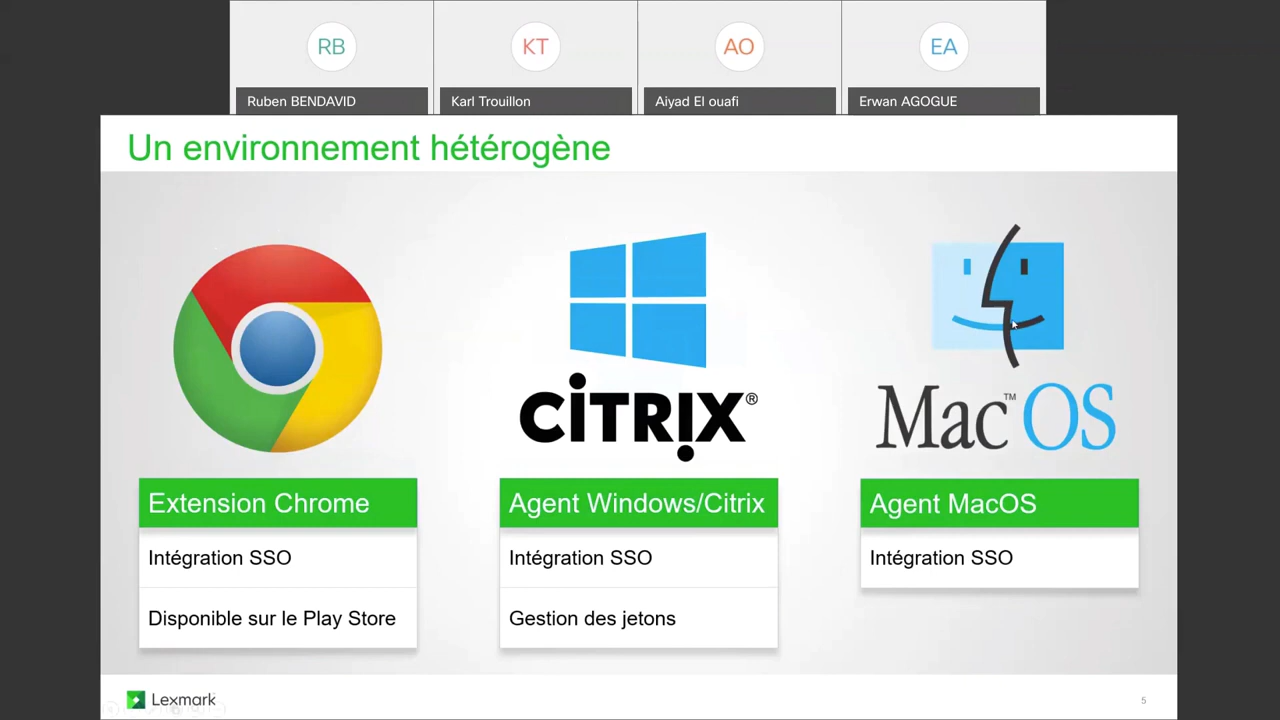 RB
KT
AO
EA
Ruben BENDAVID
Karl Trouillon
Aiyad El ouafi
Erwan AGOGUE
Un environnement hétérogène
CiTRIX®
Mac™ OS
Extension Chrome
Intégration SSO
Disponible sur le Play Store
Agent Windows/Citrix
Intégration SSO
Gestion des jetons
Agent MacOS
Intégration SSO
Lexmark
5